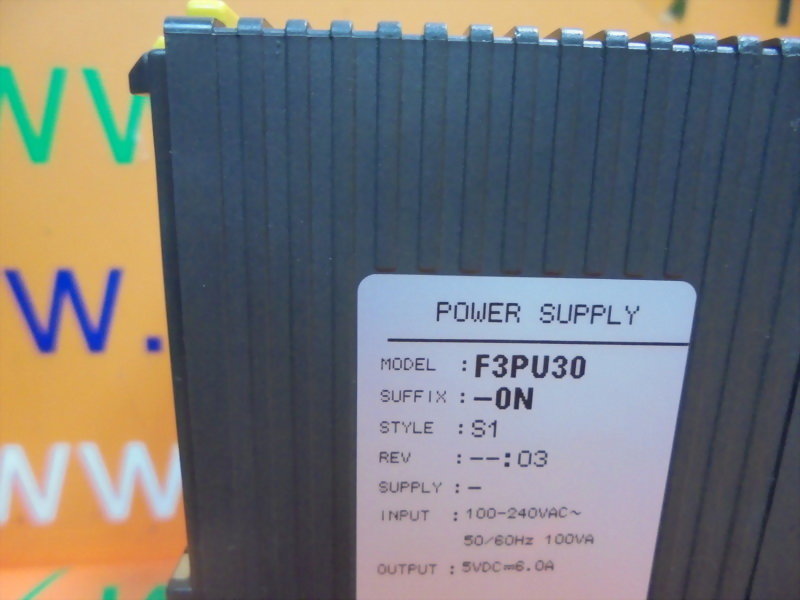 WW
W.
WW
POWER SUPPLY
MODEL : F3PU30
SUFFIX : -0N
STYLE : S1
REV : --:03
SUPPLY : -
INPUT : 100-240VAC~
50/60Hz 100VA
OUTPUT : 5VDC⎓6.0A